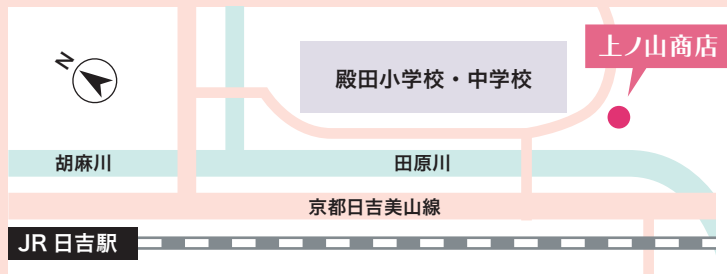 N
上ノ山商店
殿田小学校・中学校
胡麻川
田原川
京都日吉美山線
JR 日吉駅